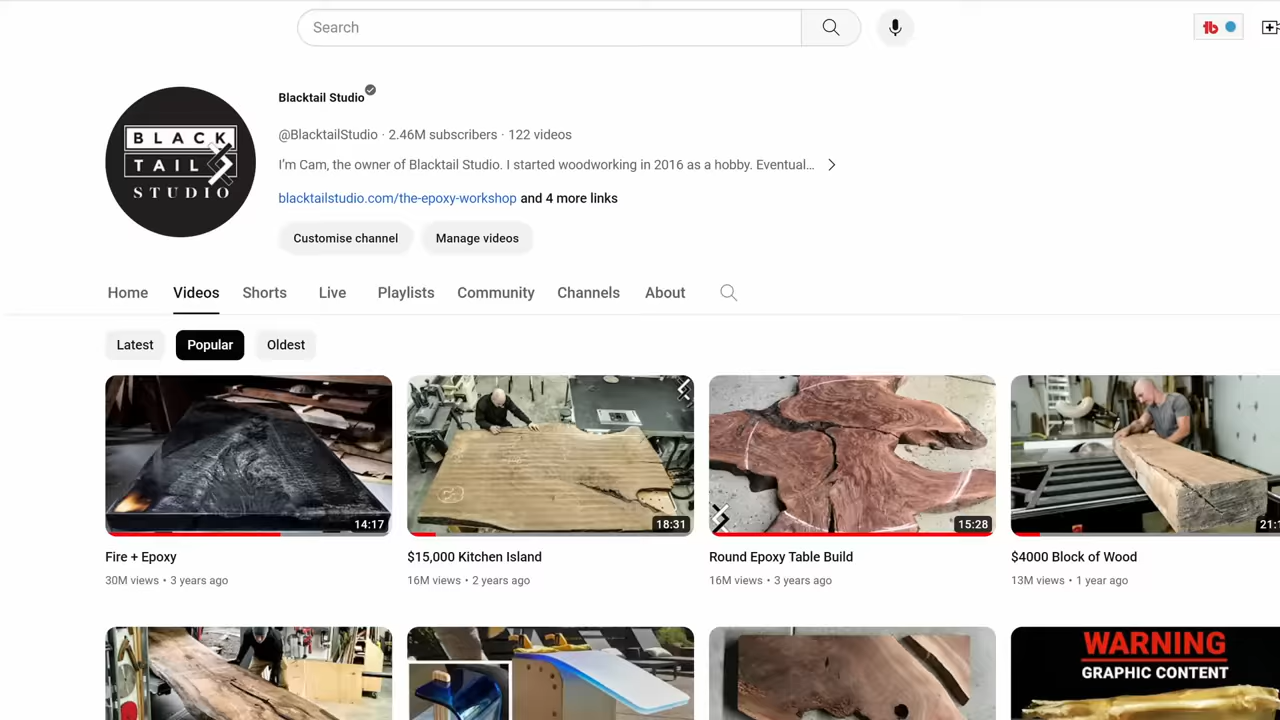 Search
tb
BLACK
TAIL
STUDIO
Blacktail Studio
@BlacktailStudio · 2.46M subscribers · 122 videos
I'm Cam, the owner of Blacktail Studio. I started woodworking in 2016 as a hobby. Eventual...
blacktailstudio.com/the-epoxy-workshop and 4 more links
Customise channel Manage videos
Home Videos Shorts Live Playlists Community Channels About
Latest Popular Oldest
14:17 18:31 15:28 21:1
Fire + Epoxy $15,000 Kitchen Island Round Epoxy Table Build $4000 Block of Wood
30M views • 3 years ago 16M views • 2 years ago 16M views • 3 years ago 13M views • 1 year ago
WARNING
GRAPHIC CONTENT